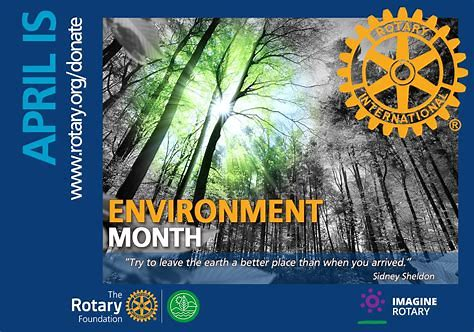 APRIL IS
www.rotary.org/donate
ROTARY
INTERNATIONAL
®
ENVIRONMENT
MONTH
"Try to leave the earth a better place than when you arrived."
Sidney Sheldon
The
Rotary
Foundation
IMAGINE
ROTARY